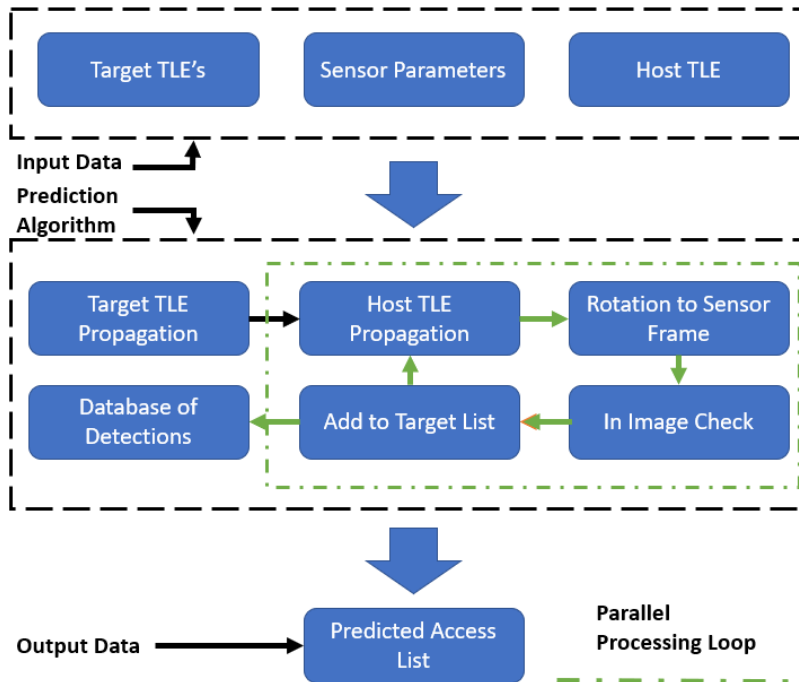 Target TLE's
Sensor Parameters
Host TLE
Input Data
Prediction
Algorithm
Target TLE
Propagation
Host TLE
Propagation
Rotation to Sensor
Frame
Database of
Detections
Add to Target List
In Image Check
Output Data
Predicted Access
List
Parallel
Processing Loop